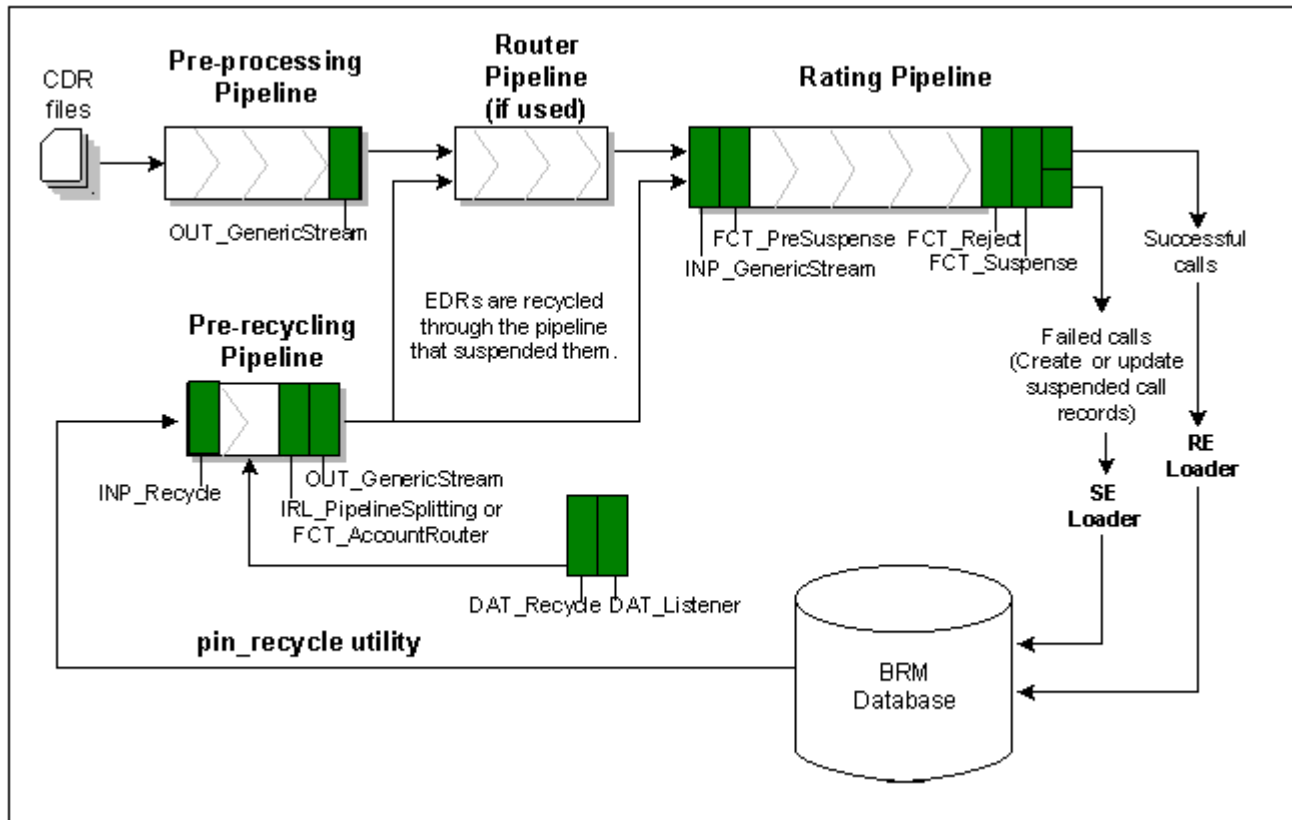 CDR
files
Pre-processing
Pipeline
Router
Pipeline
(if used)
Rating Pipeline
OUT_GenericStream
FCT_PreSuspense
INP_GenericStream
FCT_Reject
FCT_Suspense
Successful
calls
EDRs are recycled
through the pipeline
that suspended them.
Failed calls
(Create or update
suspended call
records)
Pre-recycling
Pipeline
INP_Recycle
OUT_GenericStream
IRL_PipelineSplitting or
FCT_AccountRouter
RE
Loader
SE
Loader
DAT_Recycle DAT_Listener
pin_recycle utility
BRM
Database